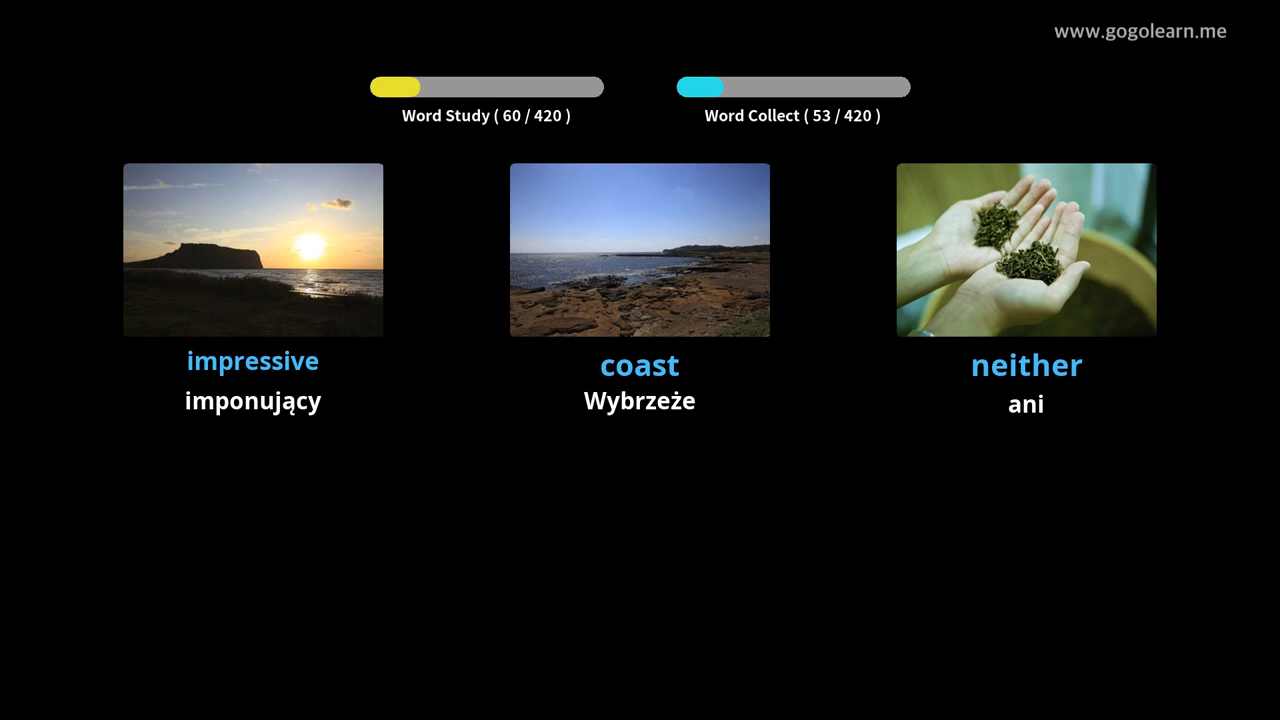 www.gogolearn.me
Word Study ( 60 / 420 )
Word Collect ( 53 / 420 )
impressive
imponujący
coast
Wybrzeże
neither
ani